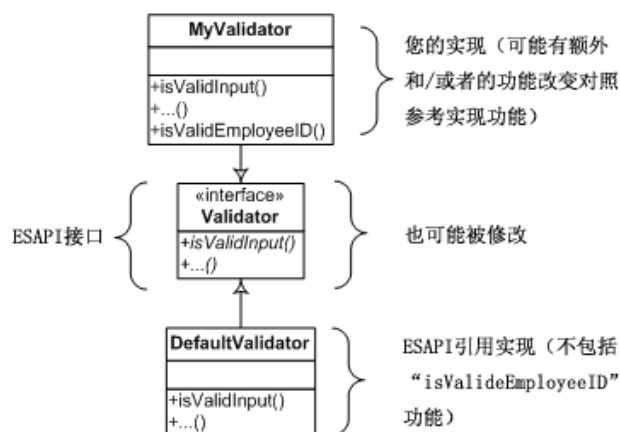 MyValidator
+isValidInput()
+...()
+isValidEmployeeID()
您的实现（可能有额外
和/或者的功能改变对照
参考实现功能）
«interface»
Validator
+isValidInput()
+...()
ESAPI接口
也可能被修改
DefaultValidator
+isValidInput()
+...()
ESAPI引用实现（不包括
“isValideEmployeeID”
功能）